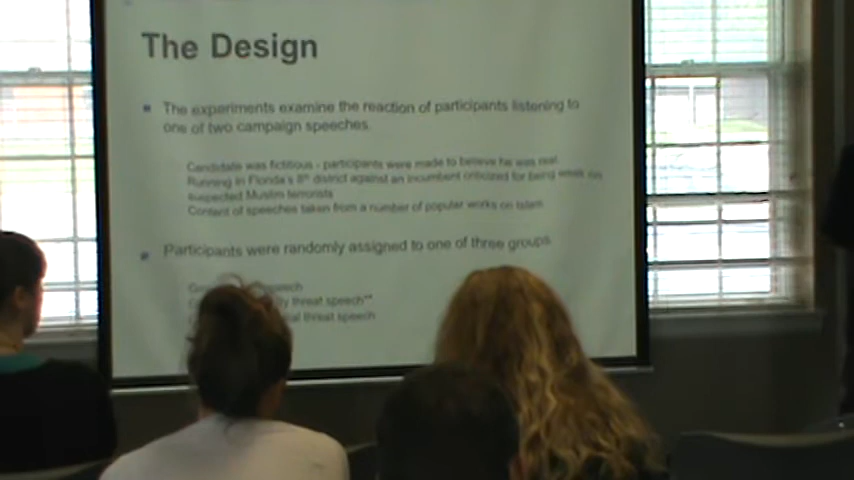 The Design
The experiments examine the reaction of participants listening to
one of two campaign speeches.
Candidate was fictitious - participants were made to believe he was real.
Running in Florida's 8th district against an incumbent criticized for being weak on
suspected Muslim terrorists
Content of speeches taken from a number of popular works on Islam
Participants were randomly assigned to one of three groups
speech
threat speech**
threat speech